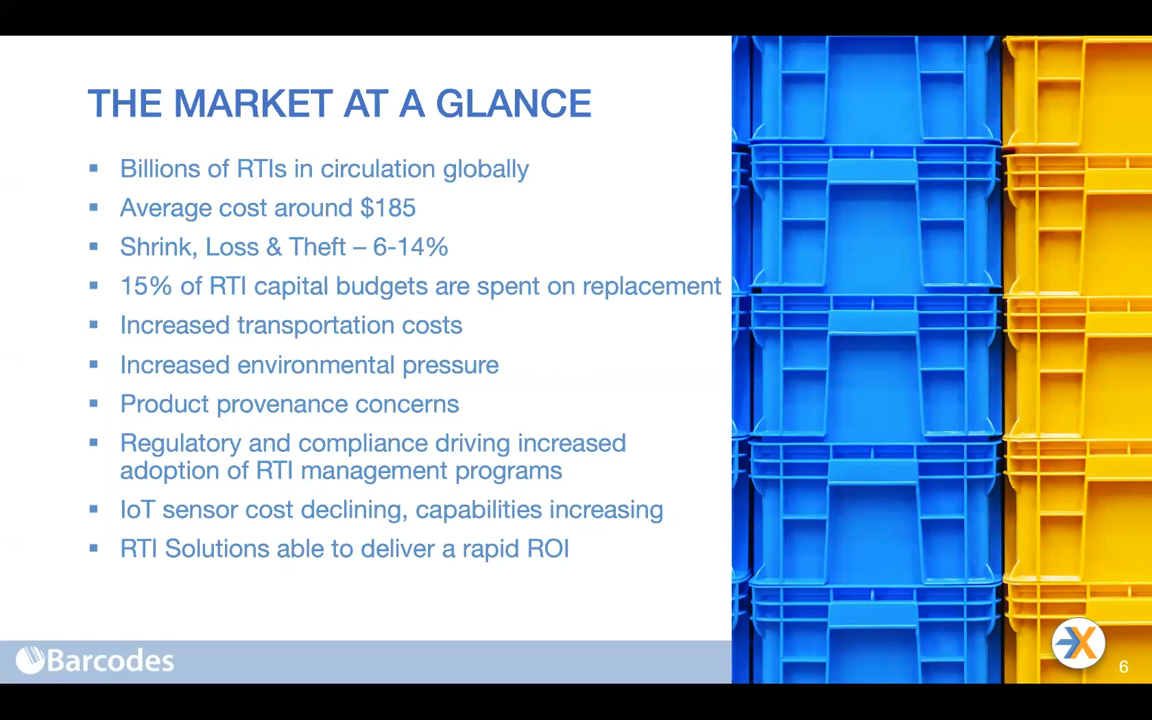 THE MARKET AT A GLANCE
▪ Billions of RTIs in circulation globally
▪ Average cost around $185
▪ Shrink, Loss & Theft – 6-14%
▪ 15% of RTI capital budgets are spent on replacement
▪ Increased transportation costs
▪ Increased environmental pressure
▪ Product provenance concerns
▪ Regulatory and compliance driving increased
adoption of RTI management programs
▪ IoT sensor cost declining, capabilities increasing
▪ RTI Solutions able to deliver a rapid ROI
Barcodes
X
6